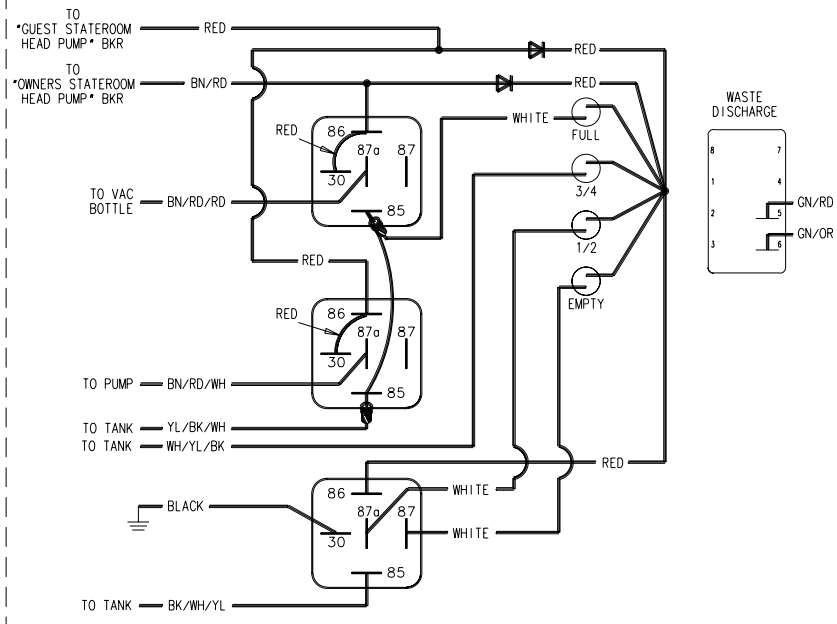 TO
"GUEST STATEROOM
HEAD PUMP" BKR
RED
RED
TO
"OWNERS STATEROOM
HEAD PUMP" BKR
BN/RD
RED
WHITE
FULL
RED
86
87a
87
30
85
3/4
TO VAC
BOTTLE
BN/RD/RD
1/2
RED
EMPTY
RED
86
87a
87
30
85
TO PUMP
BN/RD/WH
TO TANK
YL/BK/WH
TO TANK
WH/YL/BK
RED
86
WHITE
BLACK
87a
87
30
WHITE
85
TO TANK
BK/WH/YL
WASTE
DISCHARGE
8
7
1
4
2
5
GN/RD
3
6
GN/OR